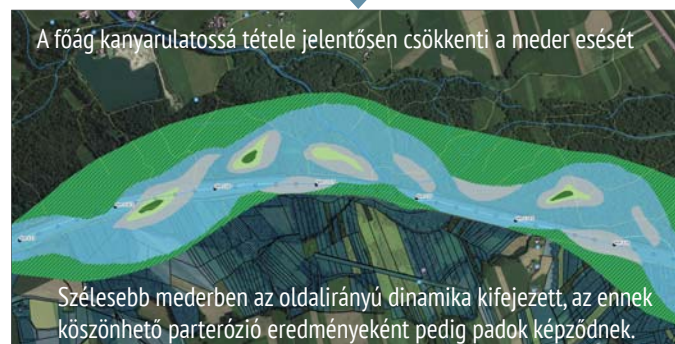 A főág kanyarulatossá tétele jelentősen csökkenti a meder esését
Szélesebb mederben az oldalirányú dinamika kifejezett, az ennek
köszönhető parterózió eredményeként pedig padok képződnek.